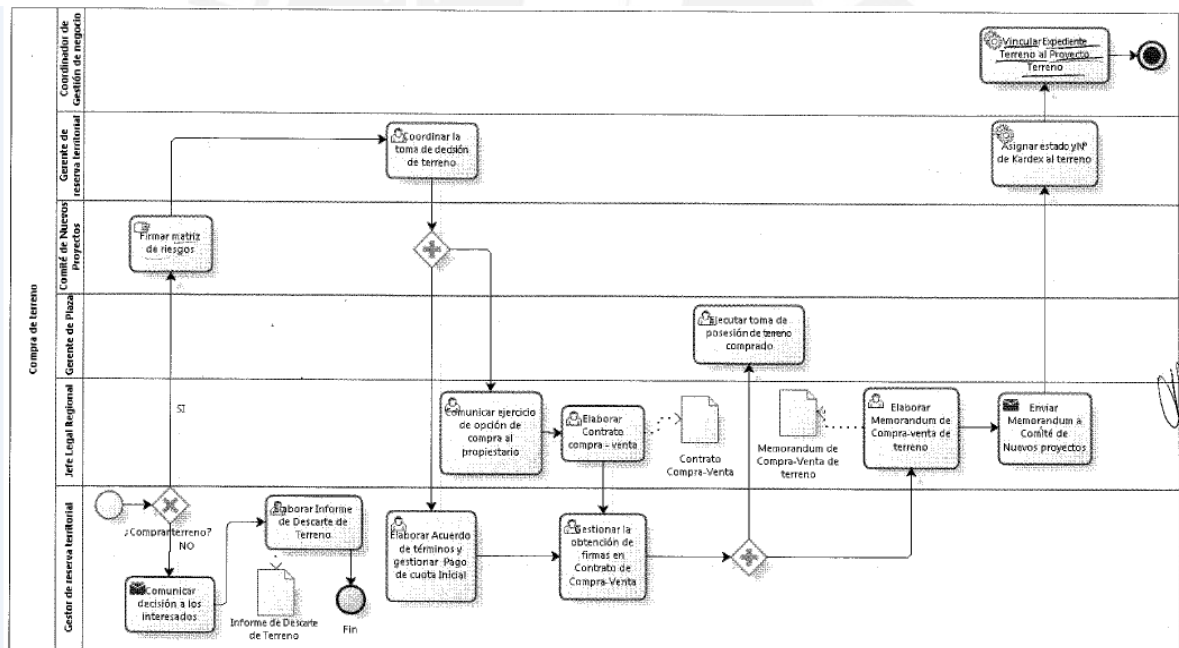 Compra de terreno
Coordinador de
Gestión de negocio
Vincular Expediente
Terreno al Proyecto
Terreno
Gerente de
reserva territorial
Coordinar la
toma de decisión
de terreno
Asignar estado y Nº
de Kardex al terreno
Comité de Nuevos
Proyectos
Firmar matriz
de riesgos
Gerente de Plaza
Ejecutar toma de
posesión de terreno
comprado
Jefe Legal Regional
SI
Comunicar ejercicio
de opción de
compra al
propiestario
Elaborar
Contrato
compra - venta
Contrato
Compra-Venta
Memorandum de
Compra-Venta de
terreno
Elaborar
Memorandum de
Compra-venta de
terreno
Enviar
Memorandum a
Comité de
Nuevos proyectos
Gestor de reserva territorial
¿Comprar terreno?
NO
Comunicar
decisión a los
interesados
Elaborar Informe
de Descarte de
Terreno
Informe de Descarte
de Terreno
Fin
Elaborar Acuerdo
de términos y
gestionar Pago
de cuota Inicial
Gestionar la
obtención de
firmas en
Contrato de
Compra-Venta